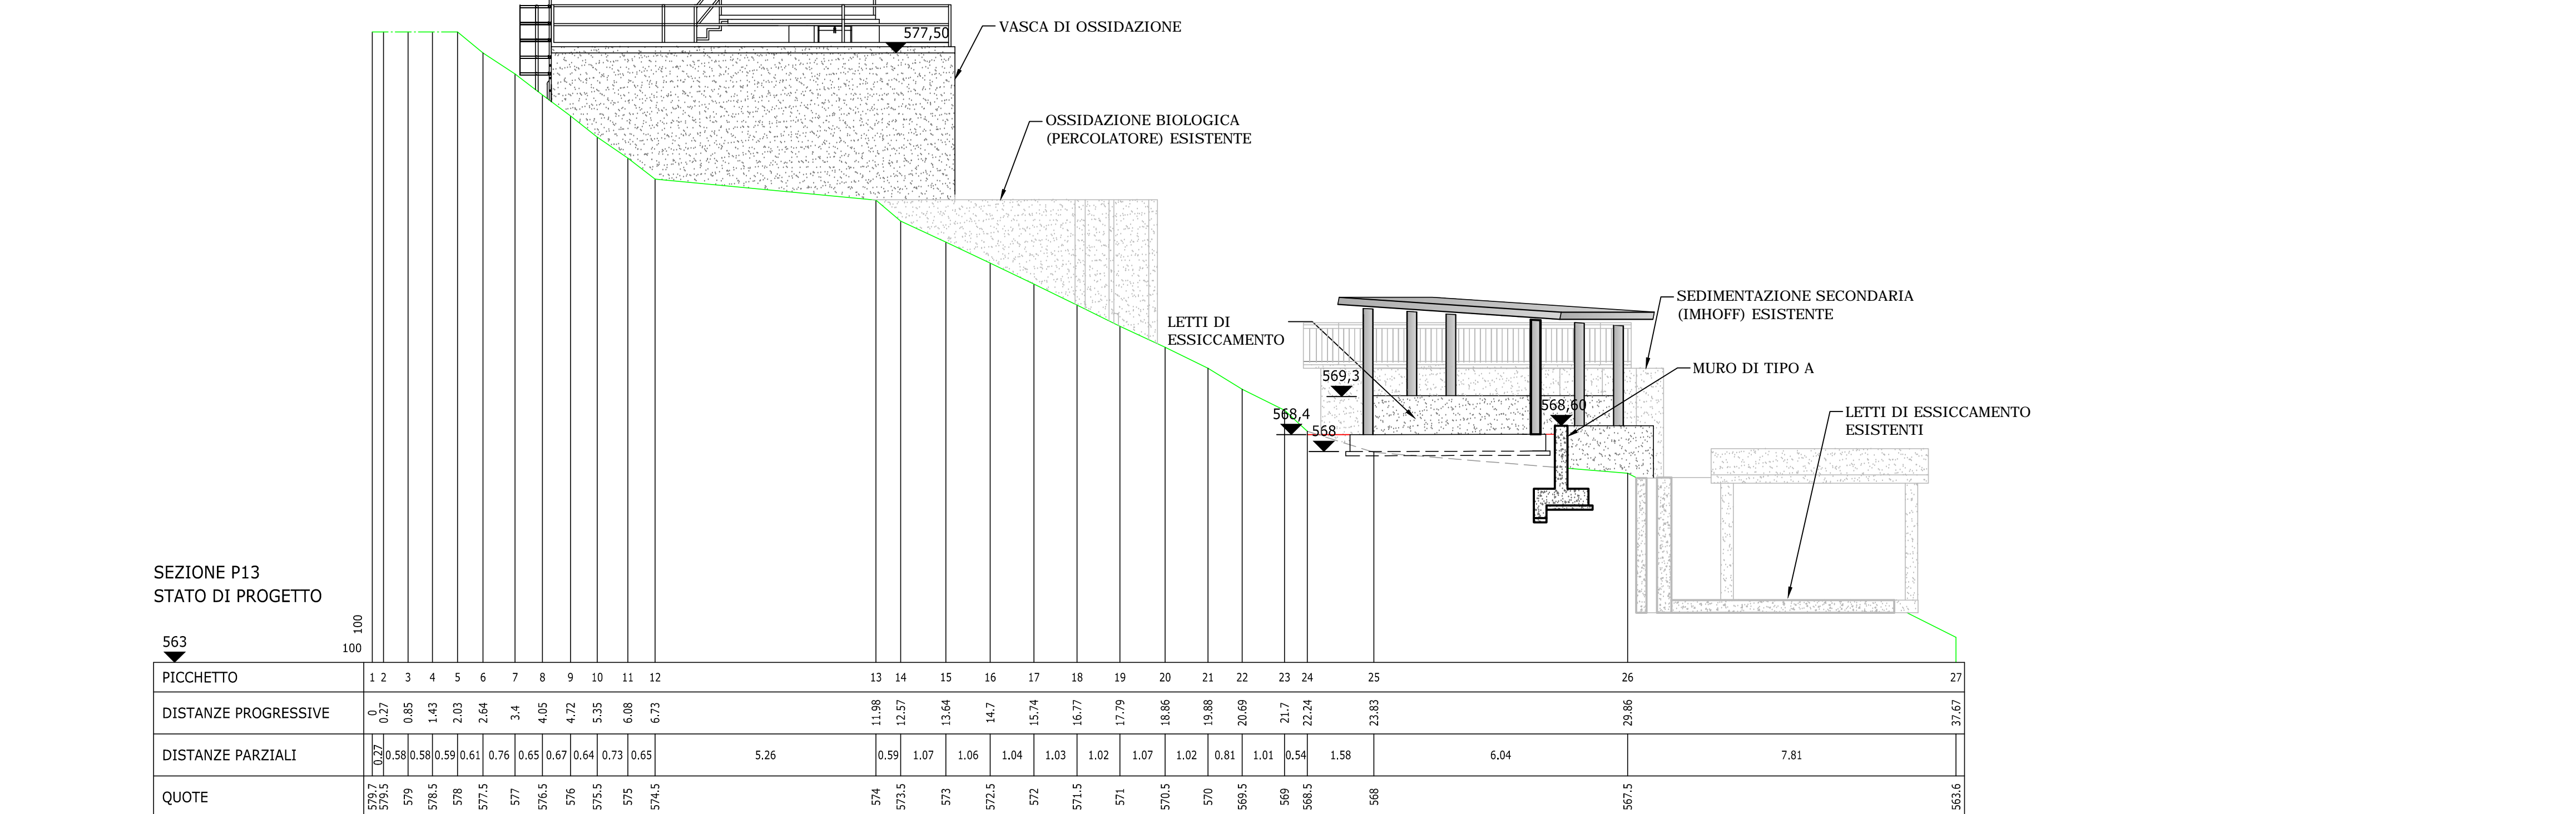 577,50
VASCA DI OSSIDAZIONE
OSSIDAZIONE BIOLOGICA
(PERCOLATORE) ESISTENTE
LETTI DI
ESSICCAMENTO
SEDIMENTAZIONE SECONDARIA
(IMHOFF) ESISTENTE
569,3
MURO DI TIPO A
568,4
568
568,60
LETTI DI ESSICCAMENTO
ESISTENTI
SEZIONE P13
STATO DI PROGETTO
100
100
563
PICCHETTO 1 2 3 4 5 6 7 8 9 10 11 12 13 14 15 16 17 18 19 20 21 22 23 24 25 26 27
DISTANZE PROGRESSIVE 0 0.27 0.85 1.43 2.03 2.64 3.4 4.05 4.72 5.35 6.08 6.73 11.98 12.57 13.64 14.7 15.74 16.77 17.79 18.86 19.88 20.69 21.7 22.24 23.83 29.86 37.67
DISTANZE PARZIALI 0.27 0.58 0.58 0.59 0.61 0.76 0.65 0.67 0.64 0.73 0.65 5.26 0.59 1.07 1.06 1.04 1.03 1.02 1.07 1.02 0.81 1.01 0.54 1.58 6.04 7.81
QUOTE 579.7 579.5 579 578.5 578 577.5 577 576.5 576 575.5 575 574.5 574 573.5 573 572.5 572 571.5 571 570.5 570 569.5 569 568.5 568 567.5 563.6